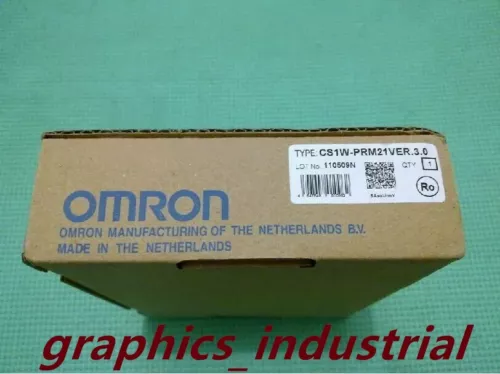 TYPE. CS1W-PRM21VER.3.0
LOT No. 110509N QTY. 1
Ro
OMRON
OMRON MANUFACTURING OF THE NETHERLANDS B.V.
MADE IN THE NETHERLANDS
graphics_industrial